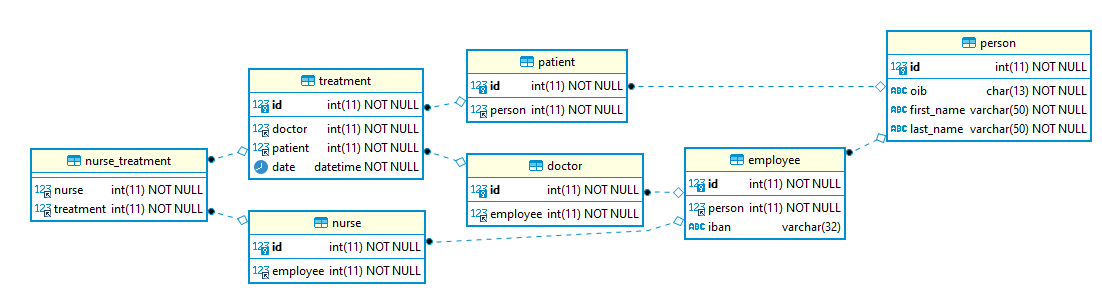 person
id int(11) NOT NULL
ABC oib char(13) NOT NULL
ABC first_name varchar(50) NOT NULL
ABC last_name varchar(50) NOT NULL
patient
123 id int(11) NOT NULL
123 person int(11) NOT NULL
treatment
123 id int(11) NOT NULL
123 doctor int(11) NOT NULL
123 patient int(11) NOT NULL
date datetime NOT NULL
nurse_treatment
123 nurse int(11) NOT NULL
123 treatment int(11) NOT NULL
doctor
123 id int(11) NOT NULL
123 employee int(11) NOT NULL
employee
123 id int(11) NOT NULL
123 person int(11) NOT NULL
ABC iban varchar(32)
nurse
123 id int(11) NOT NULL
123 employee int(11) NOT NULL